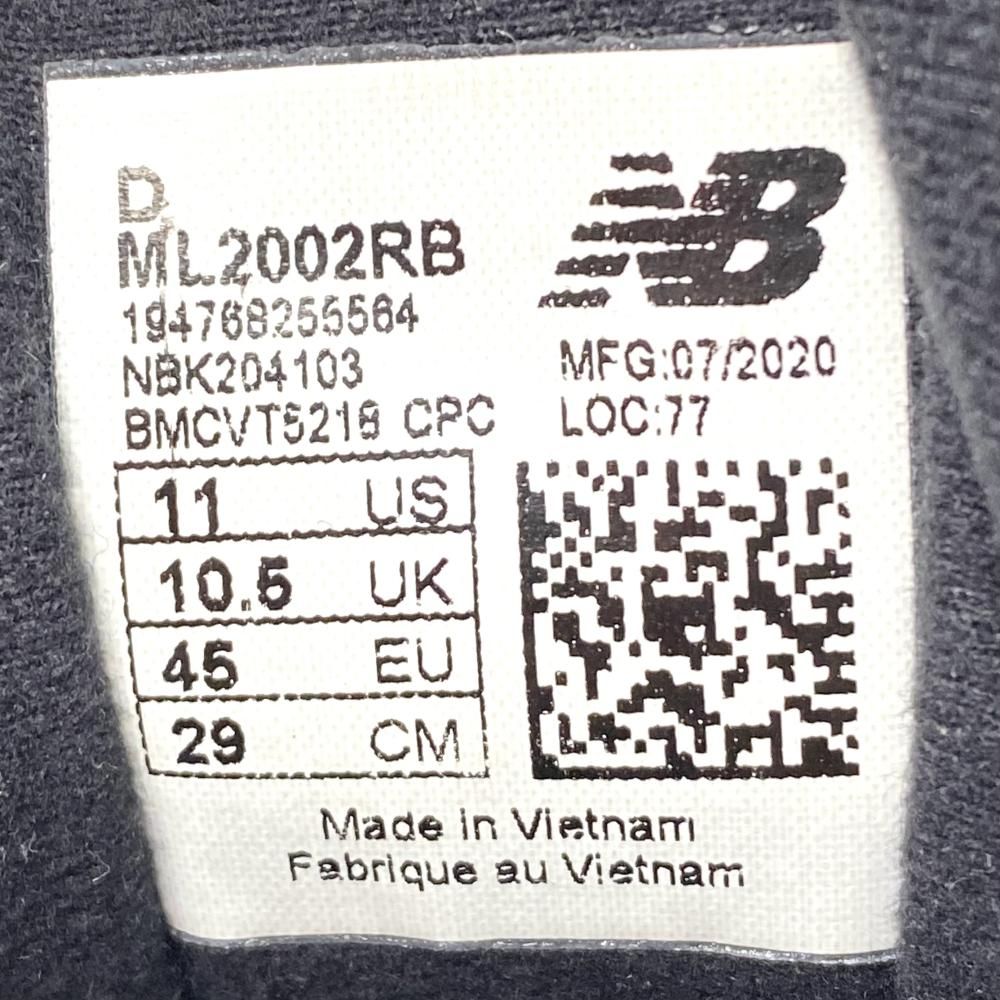 D
ML2002RB
194768255564
NBK204103
BMCVT5218 CPC
NB
MFG:07/2020
LOC:77
11 US
10.5 UK
45 EU
29 CM
Made in Vietnam
Fabrique au Vietnam